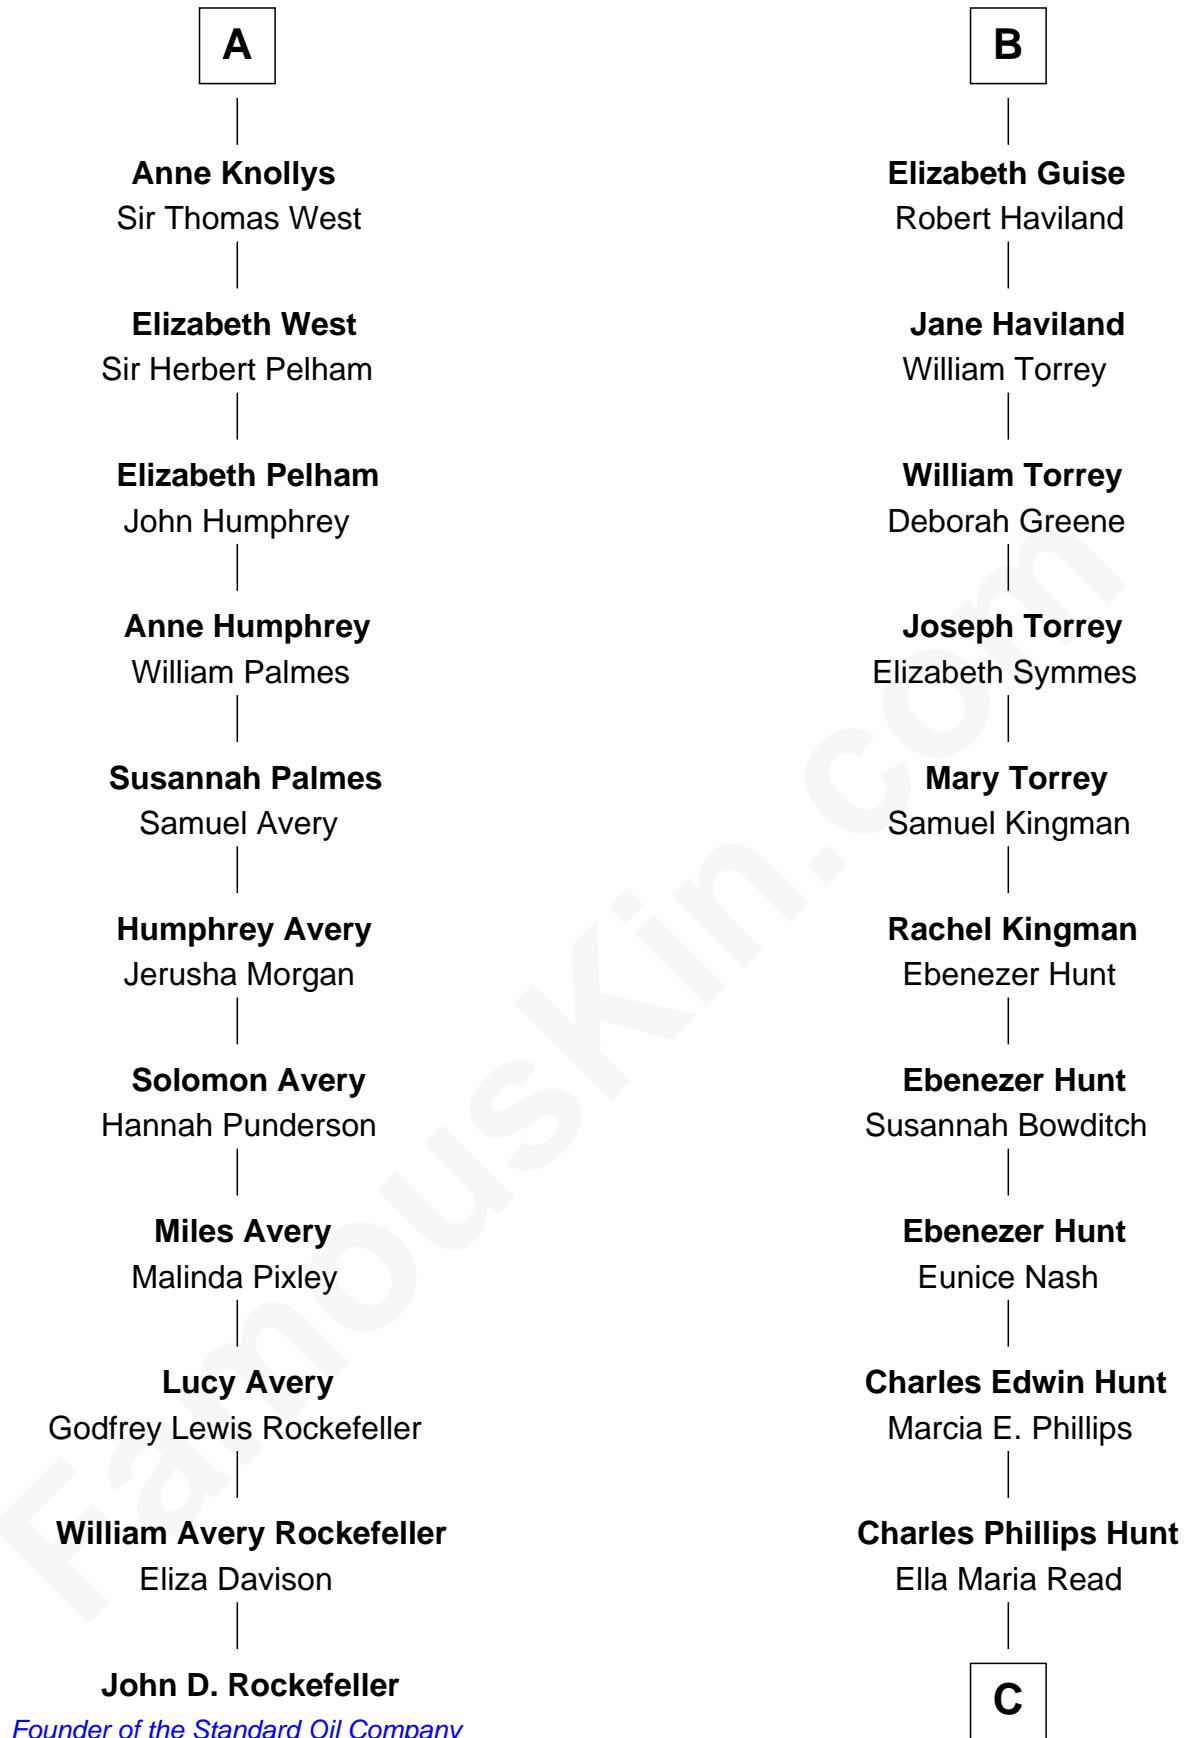 A
Anne Knollys
Sir Thomas West
Elizabeth West
Sir Herbert Pelham
Elizabeth Pelham
John Humphrey
Anne Humphrey
William Palmes
Susannah Palmes
Samuel Avery
Humphrey Avery
Jerusha Morgan
Solomon Avery
Hannah Punderson
Miles Avery
Malinda Pixley
Lucy Avery
Godfrey Lewis Rockefeller
William Avery Rockefeller
Eliza Davison
John D. Rockefeller
Founder of the Standard Oil Company
B
Elizabeth Guise
Robert Haviland
Jane Haviland
William Torrey
William Torrey
Deborah Greene
Joseph Torrey
Elizabeth Symmes
Mary Torrey
Samuel Kingman
Rachel Kingman
Ebenezer Hunt
Ebenezer Hunt
Susannah Bowditch
Ebenezer Hunt
Eunice Nash
Charles Edwin Hunt
Marcia E. Phillips
Charles Phillips Hunt
Ella Maria Read
C
FamousKin.com